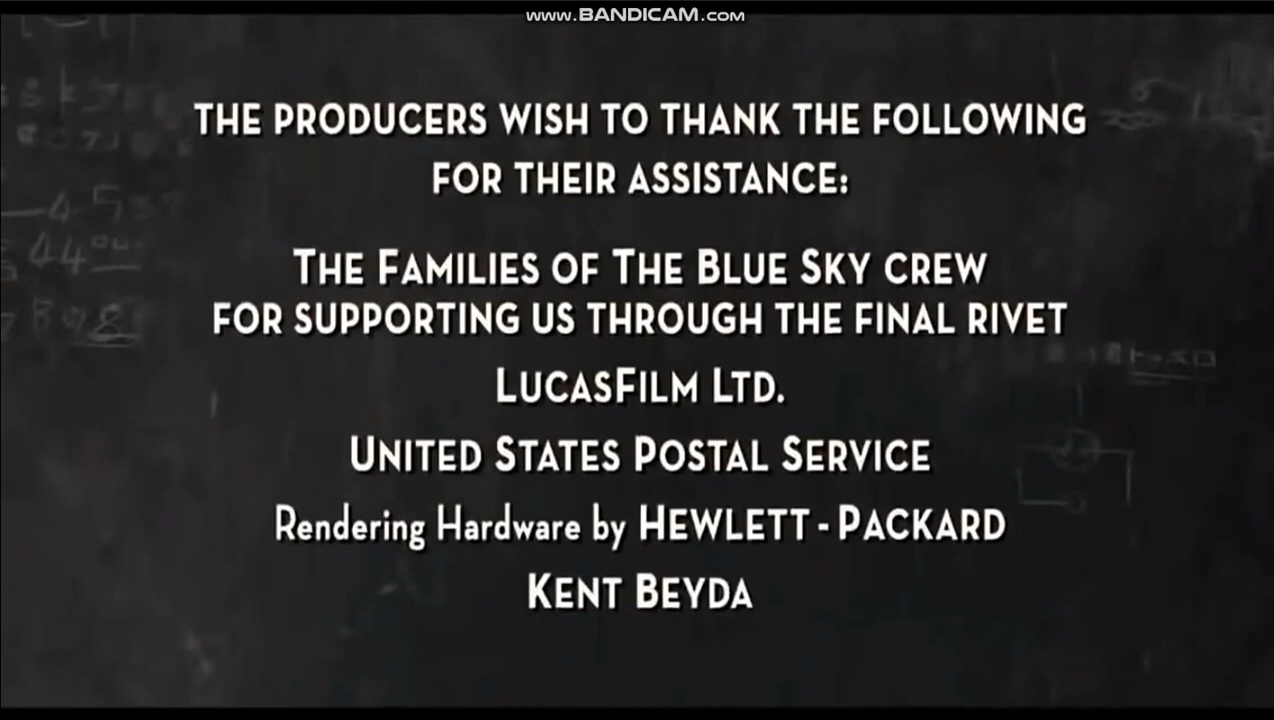 www.BANDICAM.com
THE PRODUCERS WISH TO THANK THE FOLLOWING
FOR THEIR ASSISTANCE:
THE FAMILIES OF THE BLUE SKY CREW
FOR SUPPORTING US THROUGH THE FINAL RIVET
LUCASFILM LTD.
UNITED STATES POSTAL SERVICE
Rendering Hardware by HEWLETT - PACKARD
KENT BEYDA